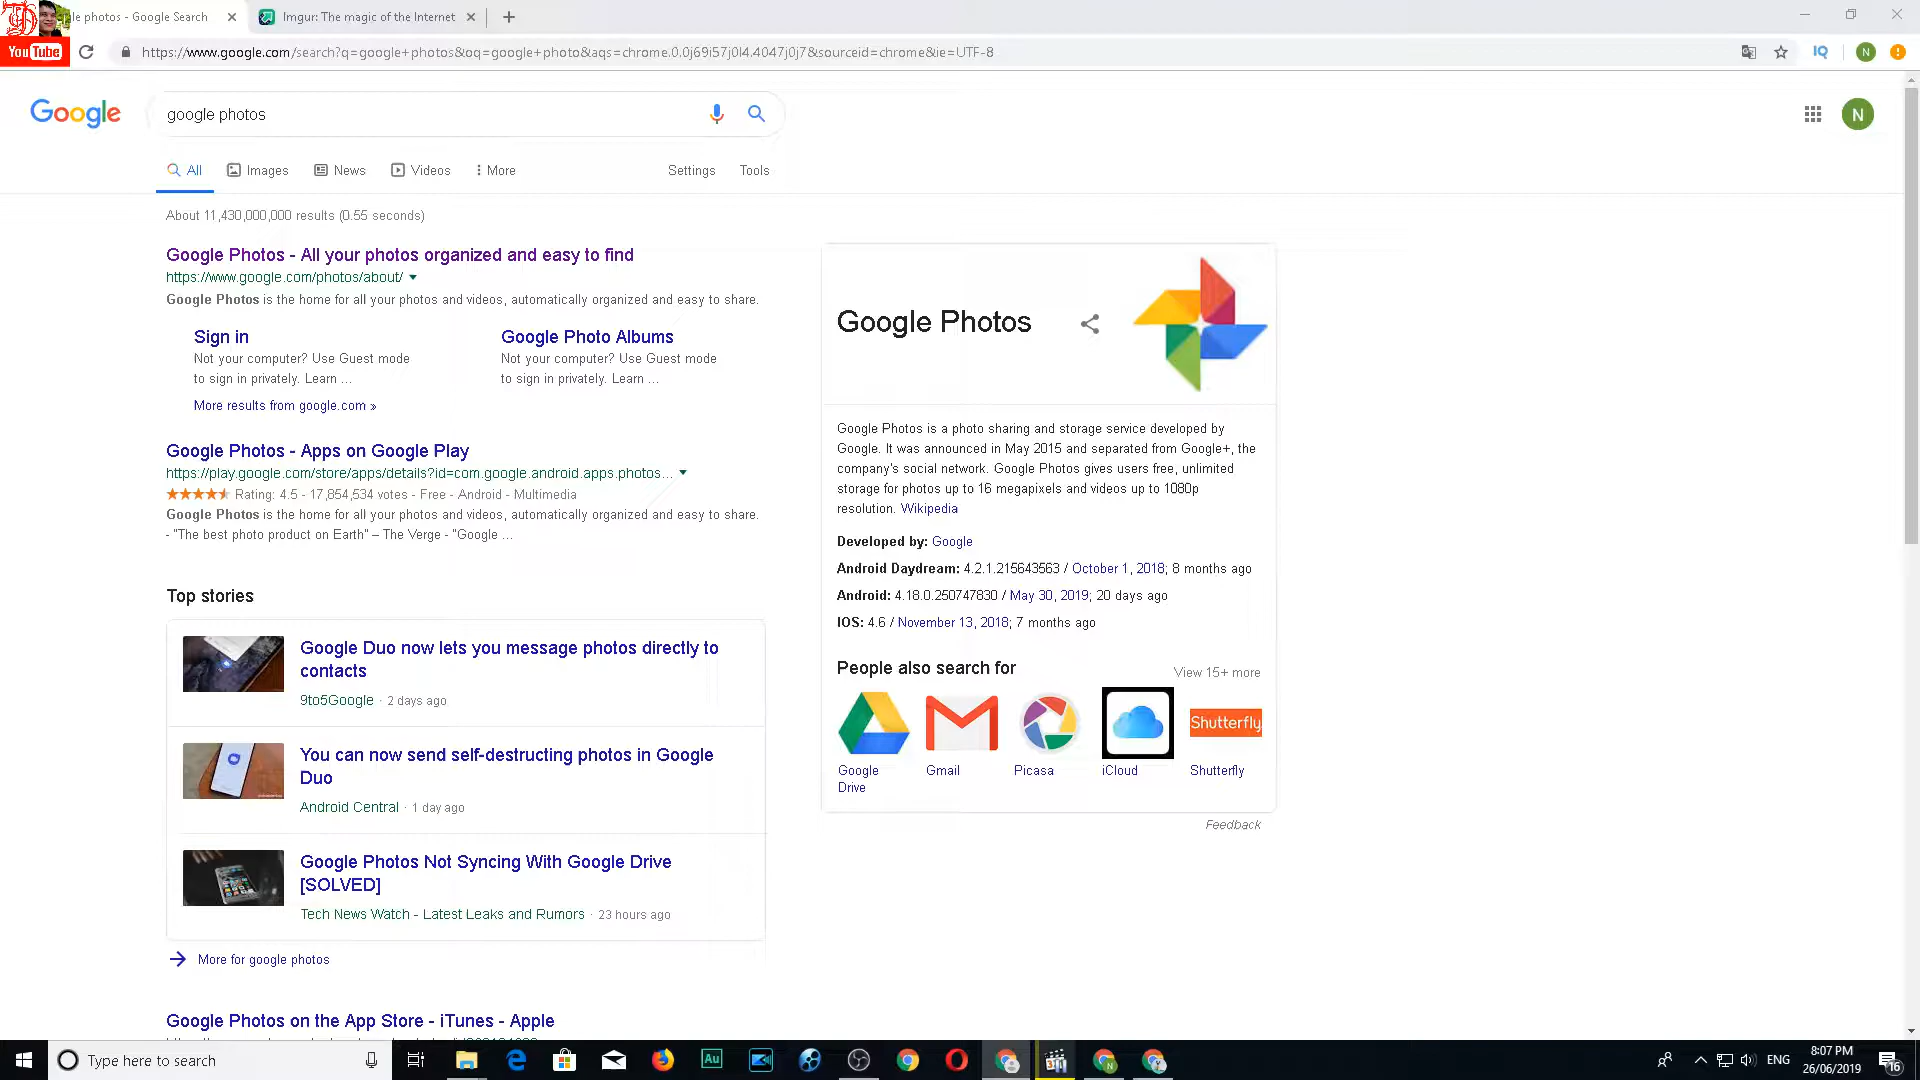 ple photos - Google Search
Imgur: The magic of the Internet
YouTube
https://www.google.com/search?q=google+photos&oq=google+photo&aqs=chrome.0.0j69i57j0l4.4047j0j7&sourceid=chrome&ie=UTF-8
IQ
N
Google
google photos
N
All
Images
News
Videos
More
Settings
Tools
About 11,430,000,000 results (0.55 seconds)
Google Photos - All your photos organized and easy to find
https://www.google.com/photos/about/
Google Photos is the home for all your photos and videos, automatically organized and easy to share.
Sign in
Not your computer? Use Guest mode
to sign in privately. Learn ...
Google Photo Albums
Not your computer? Use Guest mode
to sign in privately. Learn ...
More results from google.com »
Google Photos - Apps on Google Play
https://play.google.com/store/apps/details?id=com.google.android.apps.photos...
Rating: 4.5 - 17,854,534 votes - Free - Android - Multimedia
Google Photos is the home for all your photos and videos, automatically organized and easy to share.
- "The best photo product on Earth" – The Verge - "Google ...
Top stories
Google Duo now lets you message photos directly to
contacts
9to5Google · 2 days ago
You can now send self-destructing photos in Google
Duo
Android Central · 1 day ago
Google Photos Not Syncing With Google Drive
[SOLVED]
Tech News Watch - Latest Leaks and Rumors · 23 hours ago
More for google photos
Google Photos on the App Store - iTunes - Apple
Google Photos
Google Photos is a photo sharing and storage service developed by
Google. It was announced in May 2015 and separated from Google+, the
company's social network. Google Photos gives users free, unlimited
storage for photos up to 16 megapixels and videos up to 1080p
resolution. Wikipedia
Developed by: Google
Android Daydream: 4.2.1.215643563 / October 1, 2018; 8 months ago
Android: 4.18.0.250747830 / May 30, 2019; 20 days ago
IOS: 4.6 / November 13, 2018; 7 months ago
People also search for
View 15+ more
Shutterfly
Google
Drive
Gmail
Picasa
iCloud
Shutterfly
Feedback
Type here to search
Au
N
ENG
8:07 PM
26/06/2019
16